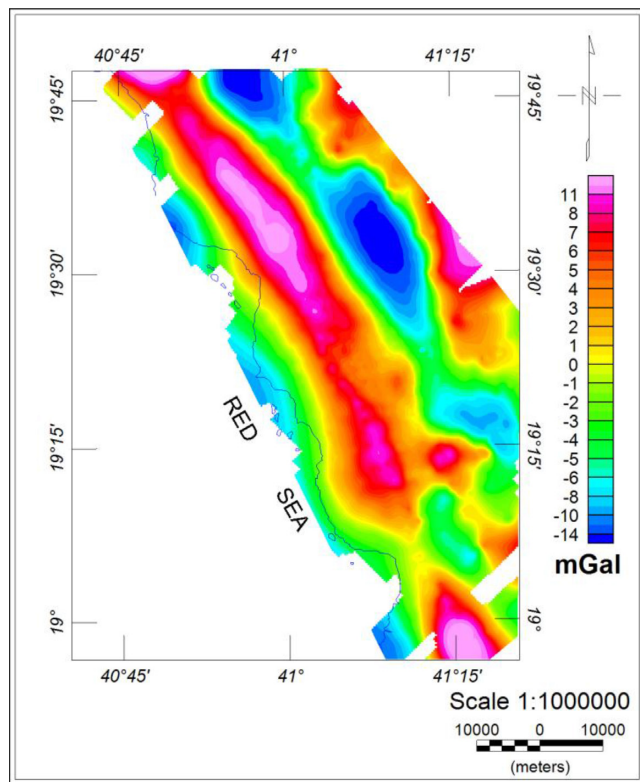 40°45' 41° 41°15'
19°45' 19°45'
N
11
8
7
6
5
4
3
2
1
0
-1
-2
-4
-5
-6
-8
-10
-14
mGal
19°30' 19°30'
RED
SEA
19°15' 19°15'
19° 19°
40°45' 41° 41°15'
Scale 1:1000000
10000 0 10000
(meters)